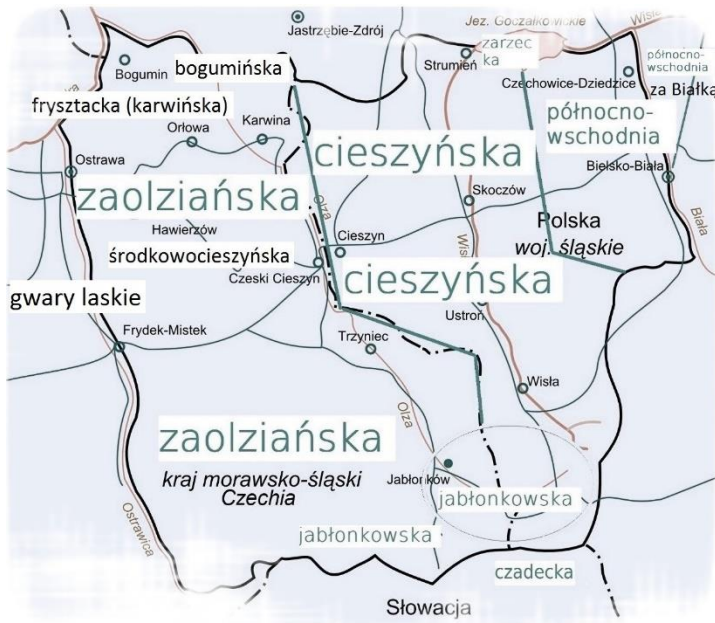 Jez. Goczałkowickie
Wisła
Jastrzębie-Zdrój
zarzec
ka
Strumień
bogumińska
Bogumin
Czechowice-Dziedzice
północno-
wschodnia
za Białką
frysztacka (karwińska)
północno-
wschodnia
Orłowa
Karwina
cieszyńska
Ostrawa
Bielsko-Biała
zaolziańska
Olza
Skoczów
Hawierzów
Polska
woj. śląskie
Biała
Cieszyn
środkowocieszyńska
Czeski Cieszyn
cieszyńska
gwary laskie
Ustroń
Frydek-Mistek
Trzyniec
Wisła
Olza
zaolziańska
kraj morawsko-śląski
Czechia
Jabłonków
jabłonkowska
Ostrawica
jabłonkowska
czadecka
Słowacja